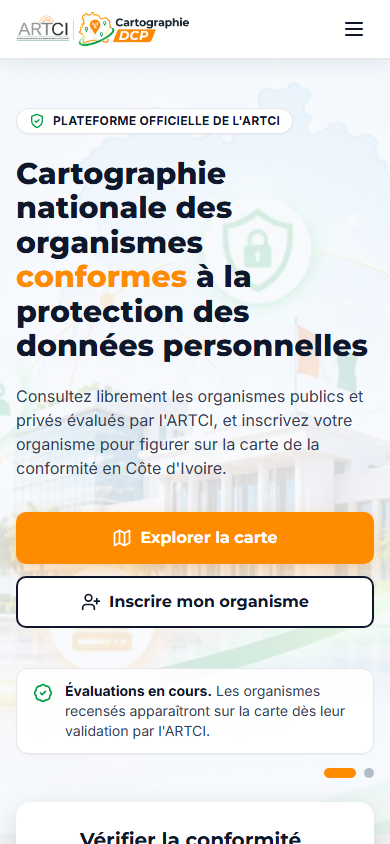 ARTCI
Cartographie
DCP
PLATEFORME OFFICIELLE DE L'ARTCI
Cartographie
nationale des
organismes
conformes à la
protection des
données personnelles
Consultez librement les organismes publics et
privés évalués par l'ARTCI, et inscrivez votre
organisme pour figurer sur la carte de la
conformité en Côte d'Ivoire.
Explorer la carte
Inscrire mon organisme
Évaluations en cours. Les organismes
recensés apparaîtront sur la carte dès leur
validation par l'ARTCI.
Vérifier la conformité